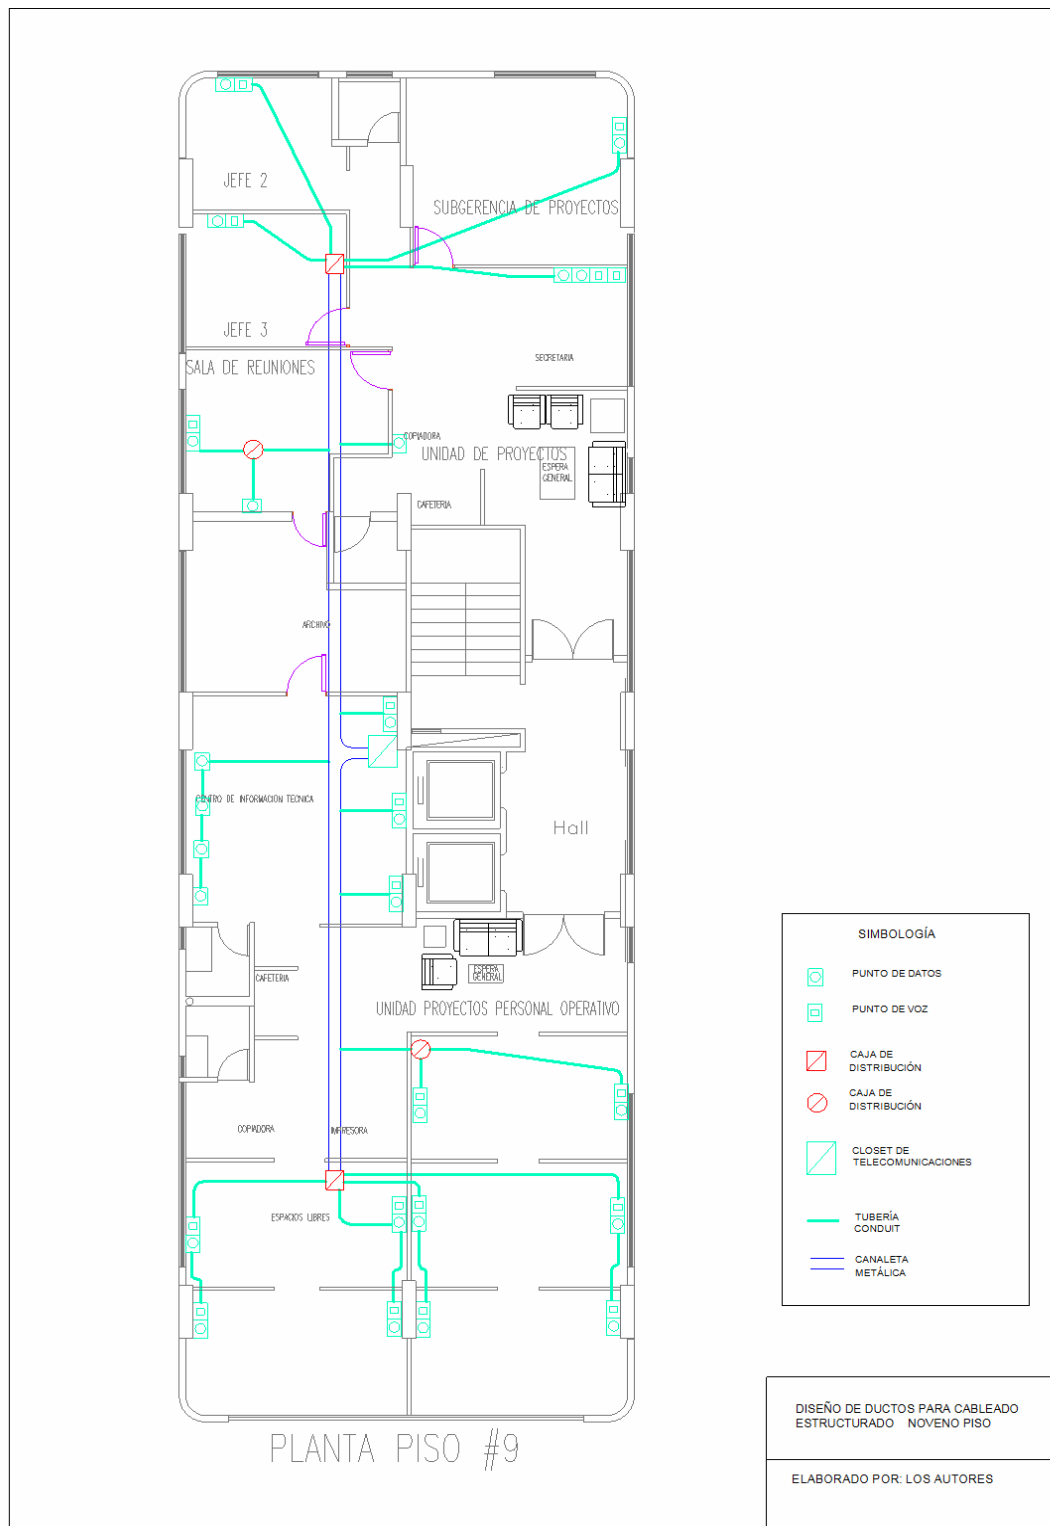 JEFE 2
SUBGERENCIA DE PROYECTOS
JEFE 3
SALA DE REUNIONES
SECRETARIA
COPIADORA
UNIDAD DE PROYECTOS
ESPERA
GENERAL
CAFETERIA
ARCHIVO
CENTRO DE INFORMACION TECNICA
Hall
ESPERA
GENERAL
CAFETERIA
UNIDAD PROYECTOS PERSONAL OPERATIVO
COPIADORA
IMPRESORA
ESPACIOS LIBRES
PLANTA PISO #9
SIMBOLOGÍA
PUNTO DE DATOS
PUNTO DE VOZ
CAJA DE
DISTRIBUCIÓN
CAJA DE
DISTRIBUCIÓN
CLOSET DE
TELECOMUNICACIONES
TUBERÍA
CONDUIT
CANALETA
METÁLICA
DISEÑO DE DUCTOS PARA CABLEADO
ESTRUCTURADO NOVENO PISO
ELABORADO POR: LOS AUTORES